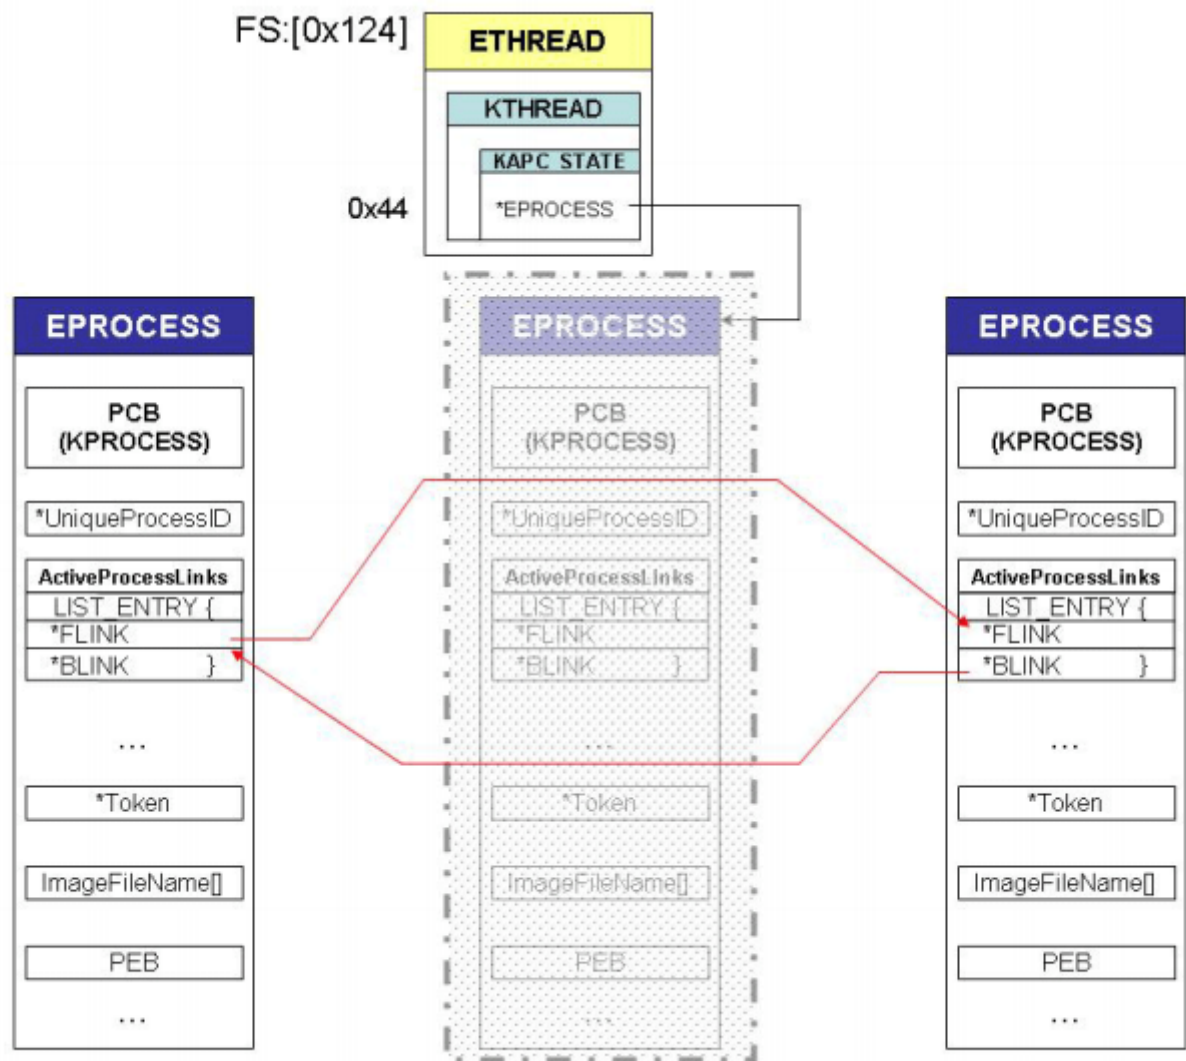 FS:[0x124]
ETHREAD
KTHREAD
KAPC STATE
0x44
*EPROCESS
EPROCESS
PCB
(KPROCESS)
*UniqueProcessID
ActiveProcessLinks
LIST_ENTRY {
*FLINK
*BLINK }
...
*Token
ImageFileName[]
PEB
...
EPROCESS
PCB
(KPROCESS)
*UniqueProcessID
ActiveProcessLinks
LIST_ENTRY {
*FLINK
*BLINK }
...
*Token
ImageFileName[]
PEB
...
EPROCESS
PCB
(KPROCESS)
*UniqueProcessID
ActiveProcessLinks
LIST_ENTRY {
*FLINK
*BLINK }
...
*Token
ImageFileName[]
PEB
...